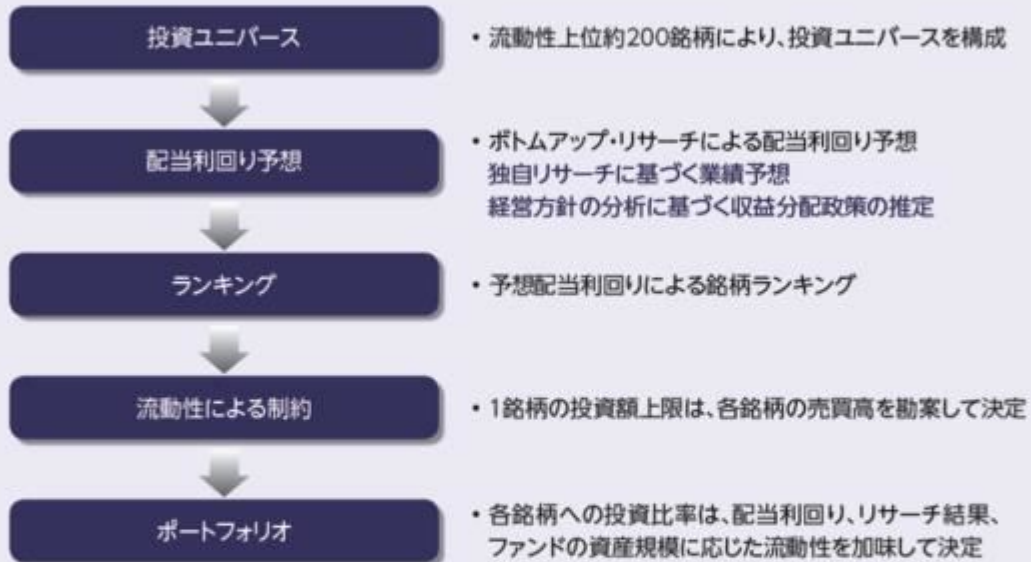 投資ユニバース
・流動性上位約200銘柄により、投資ユニバースを構成
配当利回り予想
・ボトムアップ・リサーチによる配当利回り予想
独自リサーチに基づく業績予想
経営方針の分析に基づく収益分配政策の推定
ランキング
・予想配当利回りによる銘柄ランキング
流動性による制約
・1銘柄の投資額上限は、各銘柄の売買高を勘案して決定
ポートフォリオ
・各銘柄への投資比率は、配当利回り、リサーチ結果、
ファンドの資産規模に応じた流動性を加味して決定